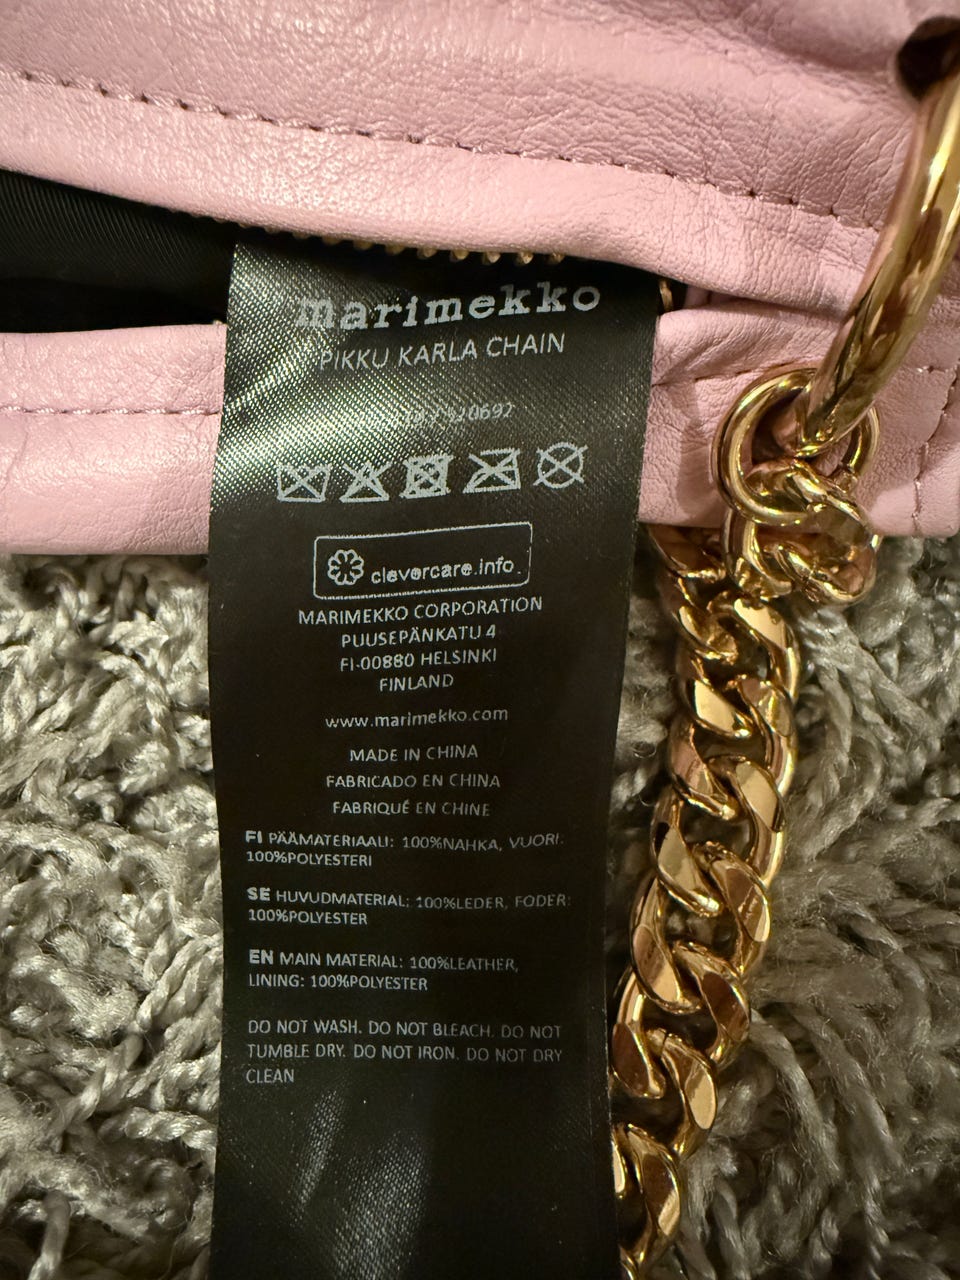 marimekko
PIKKU KARLA CHAIN
clevercare.info
MARIMEKKO CORPORATION
PUUSEPÄNKATU 4
FI-00880 HELSINKI
FINLAND
www.marimekko.com
MADE IN CHINA
FABRICADO EN CHINA
FABRIQUÉ EN CHINE
FI PÄÄMATERIAALI: 100%NAHKA, VUORI:
100%POLYESTERI
SE HUVUDMATERIAL: 100%LEDER, FODER:
100%POLYESTER
EN MAIN MATERIAL: 100%LEATHER,
LINING: 100%POLYESTER
DO NOT WASH. DO NOT BLEACH. DO NOT
TUMBLE DRY. DO NOT IRON. DO NOT DRY
CLEAN